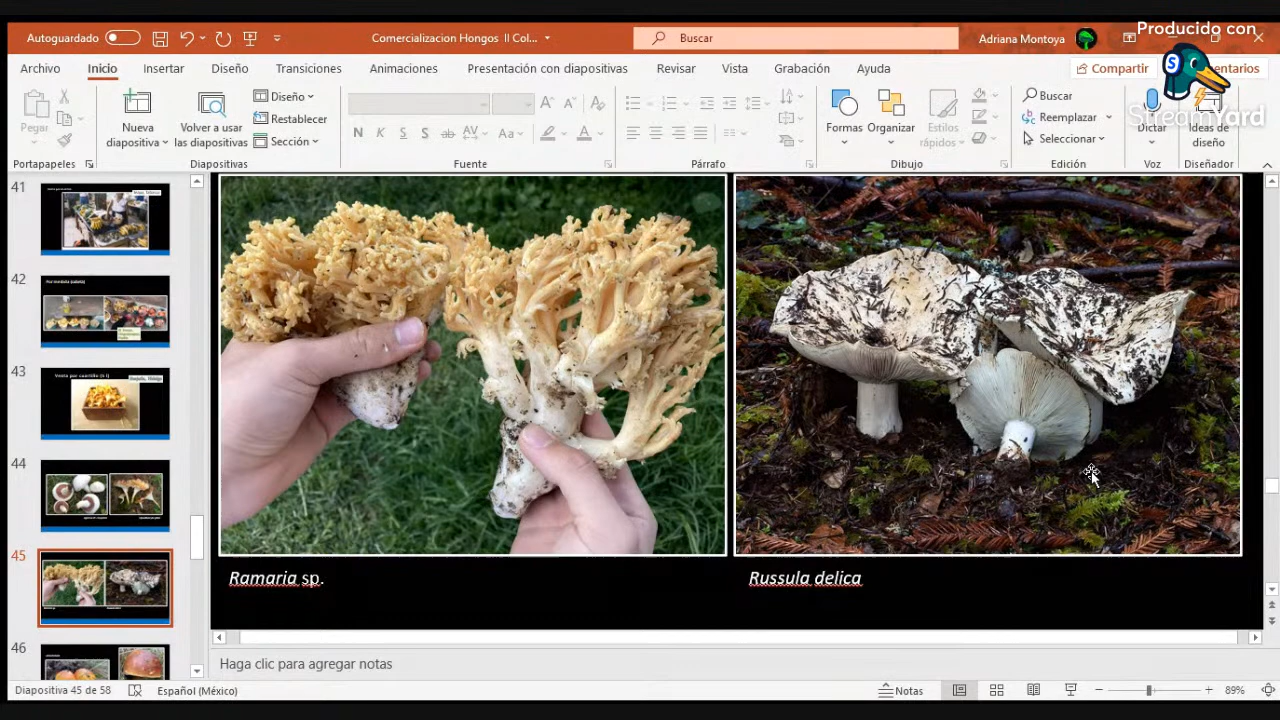 Producido con
StreamYard
Autoguardado
Comercializacion Hongos II Col...
Buscar
Adriana Montoya
Archivo Inicio Insertar Diseño Transiciones Animaciones Presentación con diapositivas Revisar Vista Grabación Ayuda
Compartir
Pegar
Nueva
diapositiva
Volver a usar
las diapositivas
Diseño
Restablecer
Sección
N K S S ab AV Aa A
Formas
Organizar
Estilos
rápidos
Buscar
Reemplazar
Seleccionar
Dictar
Ideas de
diseño
Portapapeles Diapositivas Fuente Párrafo Dibujo Edición Voz Diseñador
41
42
43
44
45
46
Ramaria sp.
Russula delica
Haga clic para agregar notas
Diapositiva 45 de 58 Español (México) Notas 89%